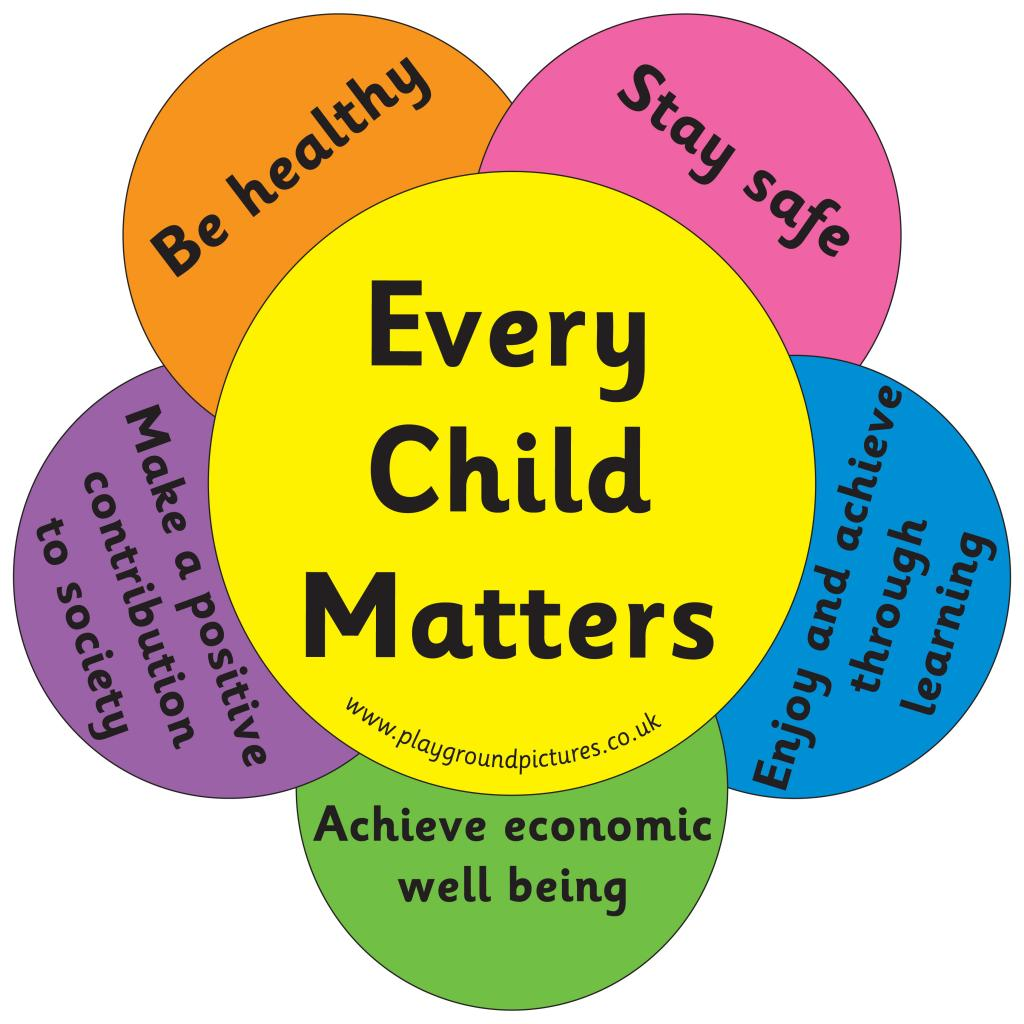 Be healthy
Stay safe
Every
Child
Matters
www.playgroundpictures.co.uk
Make a positive
contribution
to society
Enjoy and achieve
through
learning
Achieve economic
well being